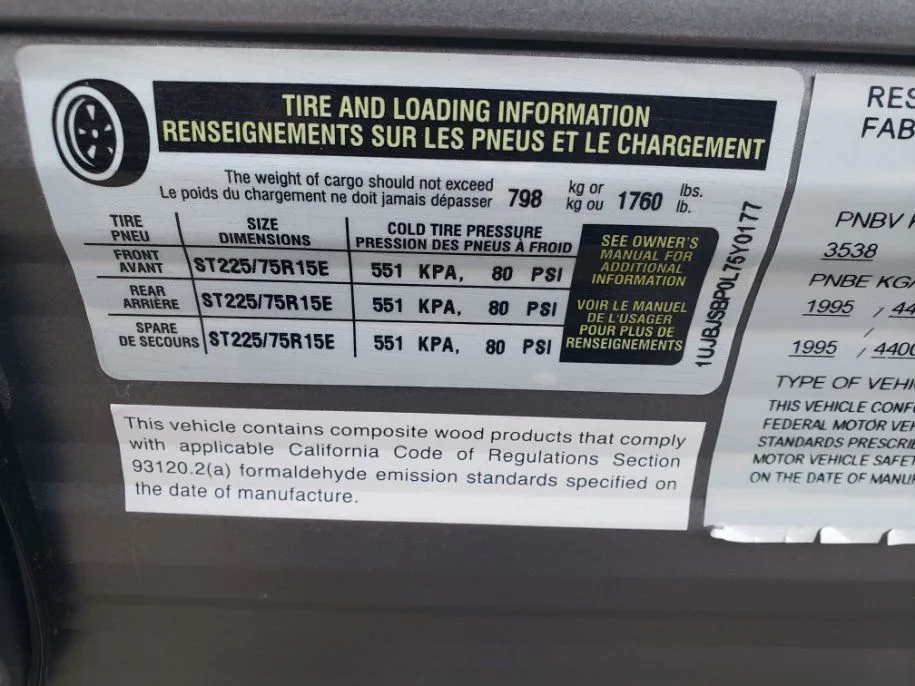 TIRE AND LOADING INFORMATION
RENSEIGNEMENTS SUR LES PNEUS ET LE CHARGEMENT
The weight of cargo should not exceed 798 kg or 1760 lbs.
Le poids du chargement ne doit jamais dépasser kg ou lb.
TIRE SIZE COLD TIRE PRESSURE
PNEU DIMENSIONS PRESSION DES PNEUS À FROID
FRONT
AVANT ST225/75R15E 551 KPA, 80 PSI
REAR
ARRIÈRE ST225/75R15E 551 KPA, 80 PSI
SPARE
DE SECOURS ST225/75R15E 551 KPA, 80 PSI
SEE OWNER'S
MANUAL FOR
ADDITIONAL
INFORMATION
VOIR LE MANUEL
DE L'USAGER
POUR PLUS DE
RENSEIGNEMENTS
1UJBJSBP0L75Y0177
This vehicle contains composite wood products that comply
with applicable California Code of Regulations Section
93120.2(a) formaldehyde emission standards specified on
the date of manufacture.
RES
FAB
PNBV
3538
PNBE KG/
1995 / 44
/
1995 / 4400
TYPE OF VEHI
THIS VEHICLE CONF
FEDERAL MOTOR VEH
STANDARDS PRESCRIE
MOTOR VEHICLE SAFET
ON THE DATE OF MANUF